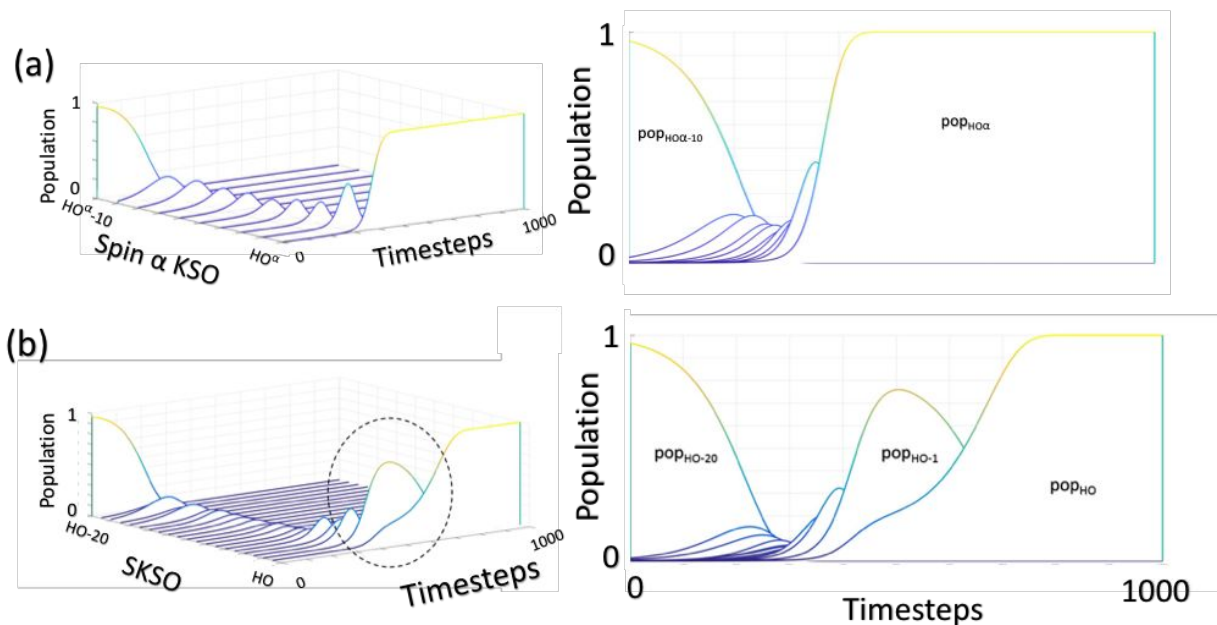 (a)
Population
1
0
HOα-10
Spin α KSO
HOα
0
Timesteps
1000
Population
1
0
popHOα-10
popHOα
(b)
Population
1
0
HO-20
SKSO
HO
0
Timesteps
1000
Population
1
0
popHO-20
popHO-1
popHO
0
Timesteps
1000